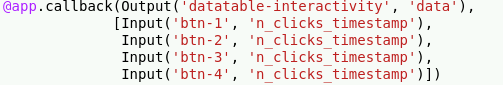 @app.callback(Output('datatable-interactivity', 'data'),
[Input('btn-1', 'n_clicks_timestamp'),
Input('btn-2', 'n_clicks_timestamp'),
Input('btn-3', 'n_clicks_timestamp'),
Input('btn-4', 'n_clicks_timestamp')])